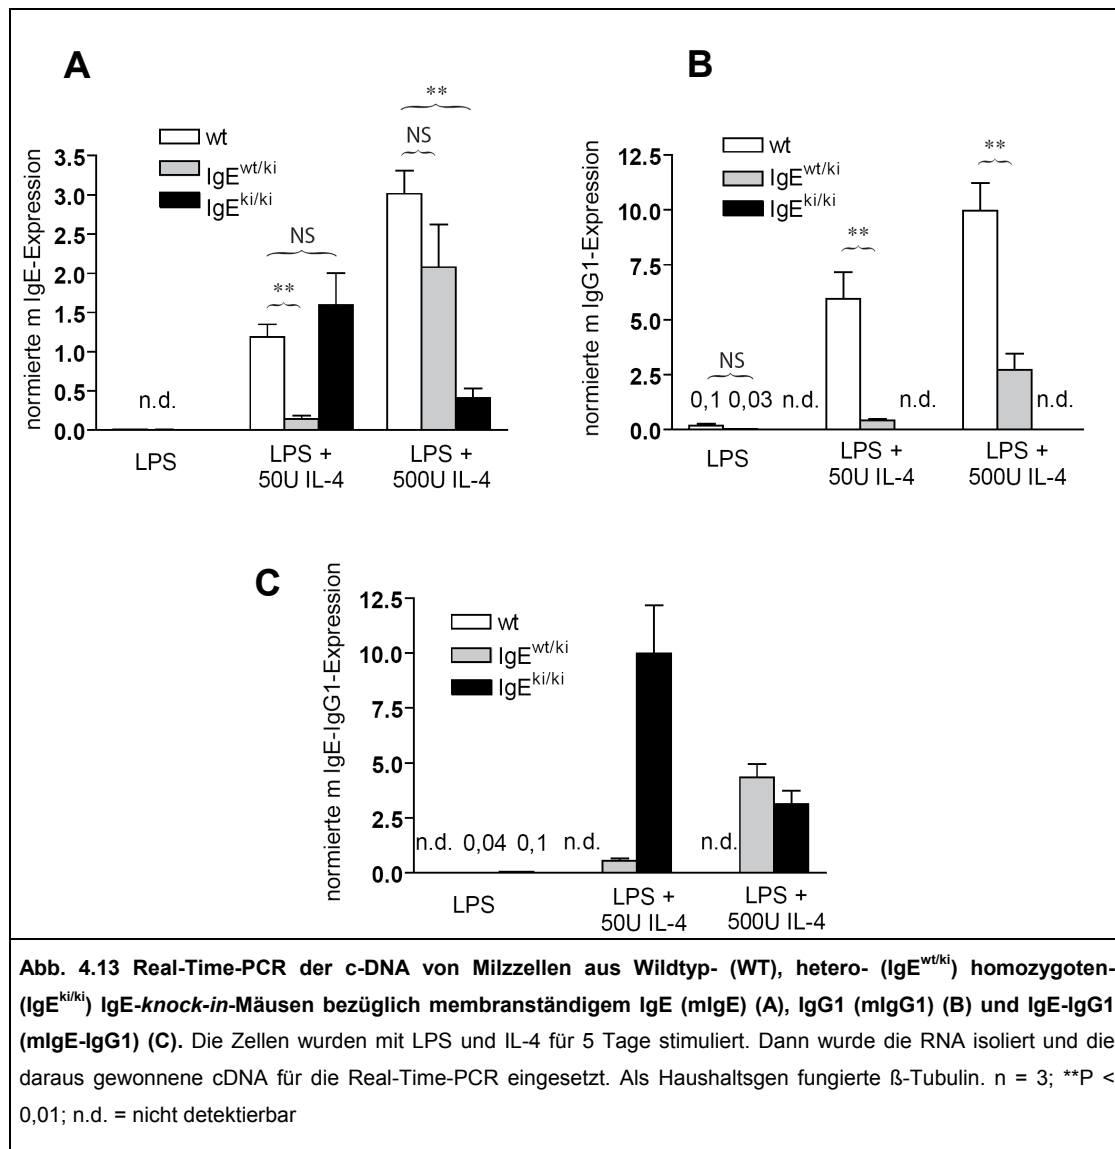 A
**
NS
wt
IgE^wt/ki
IgE^ki/ki
normierte m IgE-Expression
3.5
3.0
2.5
2.0
1.5
1.0
0.5
0.0
NS
**
n.d.
LPS
LPS +
50U IL-4
LPS +
500U IL-4
B
wt
IgE^wt/ki
IgE^ki/ki
normierte m IgG1-Expression
12.5
10.0
7.5
5.0
2.5
0.0
**
**
NS
0,1 0,03 n.d. n.d. n.d.
LPS
LPS +
50U IL-4
LPS +
500U IL-4
C
wt
IgE^wt/ki
IgE^ki/ki
normierte m IgE-IgG1-Expression
12.5
10.0
7.5
5.0
2.5
0.0
n.d. 0,04 0,1 n.d. n.d.
LPS
LPS +
50U IL-4
LPS +
500U IL-4
Abb. 4.13 Real-Time-PCR der c-DNA von Milzzellen aus Wildtyp- (WT), hetero- (IgE^wt/ki) homozygoten-
(IgE^ki/ki) IgE-knock-in-Mäusen bezüglich membranständigem IgE (mIgE) (A), IgG1 (mIgG1) (B) und IgE-IgG1
(mIgE-IgG1) (C). Die Zellen wurden mit LPS und IL-4 für 5 Tage stimuliert. Dann wurde die RNA isoliert und die
daraus gewonnene cDNA für die Real-Time-PCR eingesetzt. Als Haushaltsgen fungierte ß-Tubulin. n = 3; **P <
0,01; n.d. = nicht detektierbar